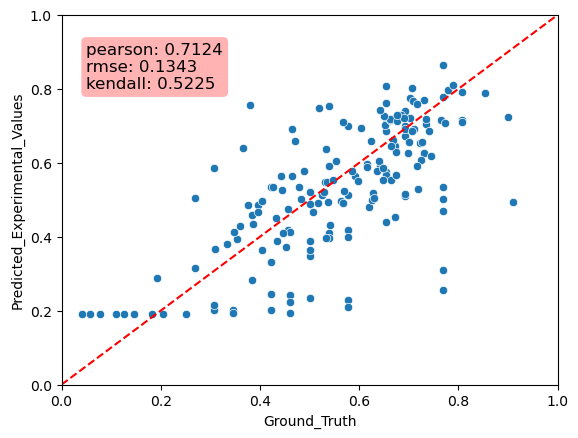 pearson: 0.7124
rmse: 0.1343
kendall: 0.5225
Predicted_Experimental_Values
1.0
0.8
0.6
0.4
0.2
0.0
0.0 0.2 0.4 0.6 0.8 1.0
Ground_Truth